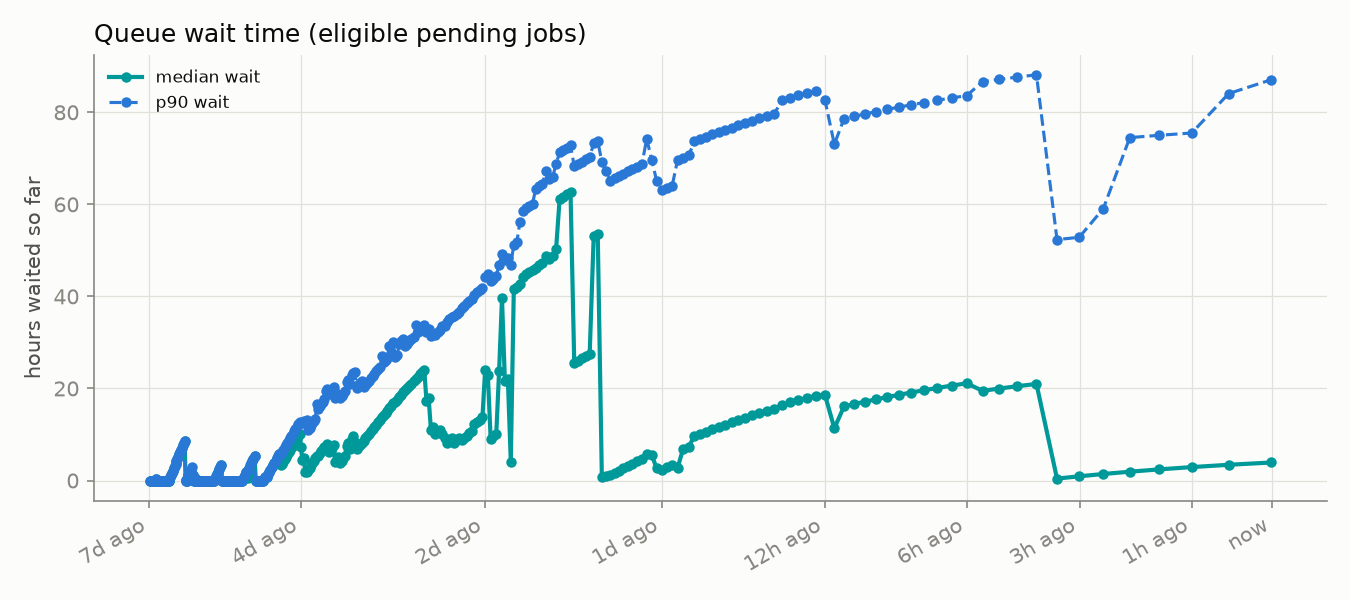 Queue wait time (eligible pending jobs)
median wait
p90 wait
hours waited so far
80
60
40
20
0
7d ago
4d ago
2d ago
1d ago
12h ago
6h ago
3h ago
1h ago
now